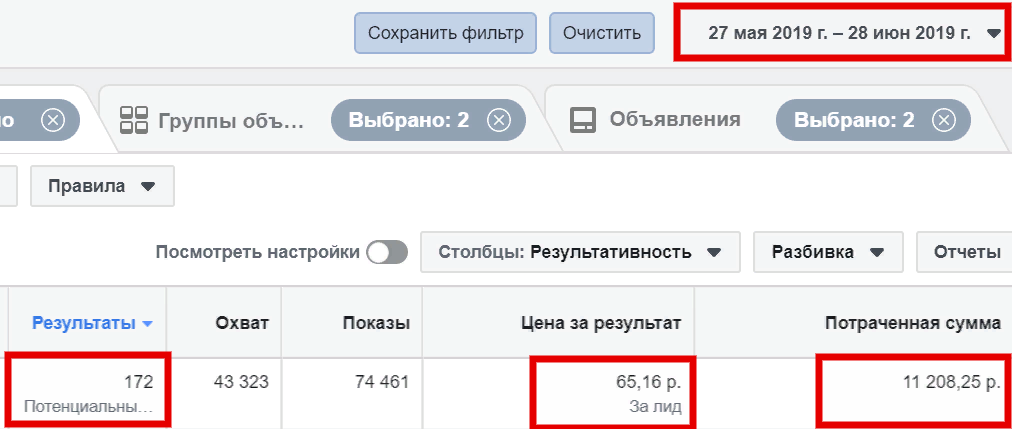 Сохранить фильтр Очистить 27 мая 2019 г. – 28 июн 2019 г.
Группы объ... Выбрано: 2 Объявления Выбрано: 2
Правила
Посмотреть настройки Столбцы: Результативность Разбивка Отчеты
Результаты Охват Показы Цена за результат Потраченная сумма
172 43 323 74 461 65,16 р. 11 208,25 р.
Потенциальны... За лид